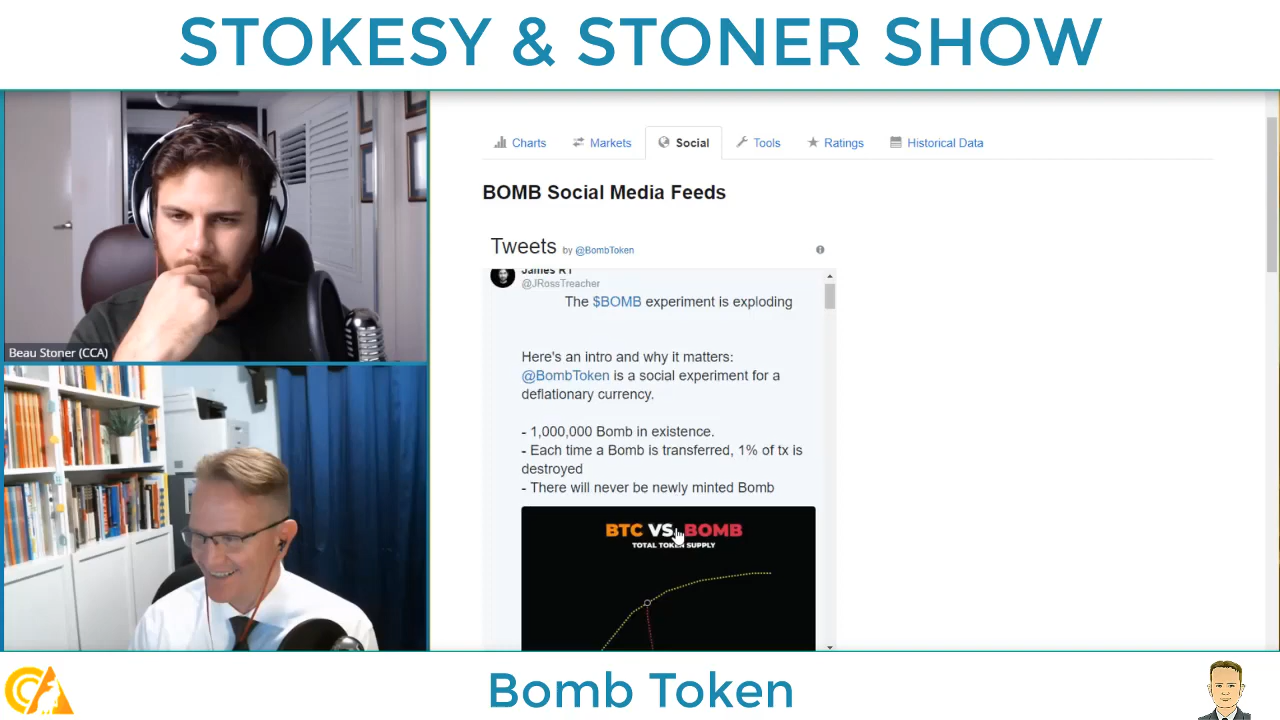 STOKESY & STONER SHOW
Beau Stoner (CCA)
Charts Markets Social Tools Ratings Historical Data
BOMB Social Media Feeds
Tweets by @BombToken
James RT
@JRossTreacher
The $BOMB experiment is exploding
Here's an intro and why it matters:
@BombToken is a social experiment for a
deflationary currency.
- 1,000,000 Bomb in existence.
- Each time a Bomb is transferred, 1% of tx is
destroyed
- There will never be newly minted Bomb
BTC VS. BOMB
TOTAL TOKEN SUPPLY
Bomb Token